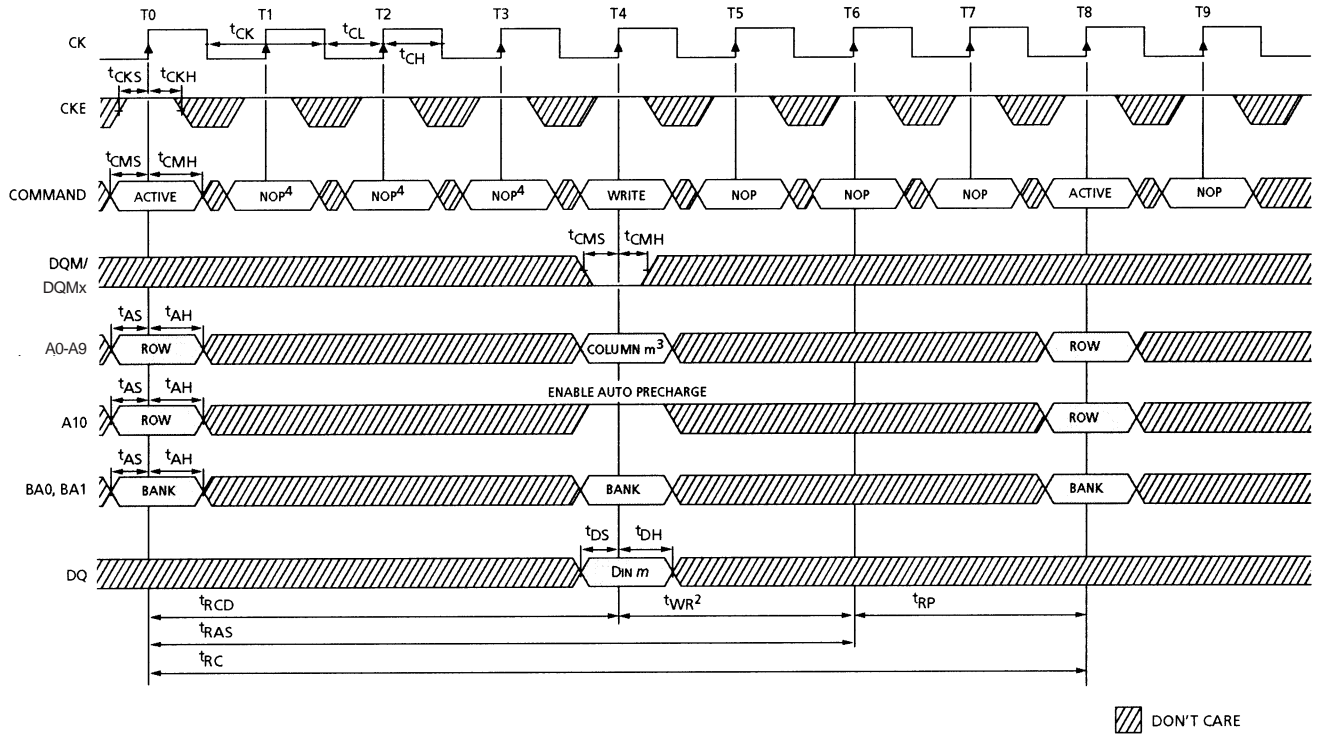 T0 T1 T2 T3 T4 T5 T6 T7 T8 T9
CK
tCK tCL
tCH
tCKS tCKH
CKE
tCMS tCMH
COMMAND ACTIVE NOP4 NOP4 NOP4 WRITE NOP NOP NOP ACTIVE NOP
tCMS tCMH
DQM/
DQMx
tAS tAH
A0-A9 ROW COLUMN m3 ROW
ENABLE AUTO PRECHARGE
tAS tAH
A10 ROW ROW
tAS tAH
BA0, BA1 BANK BANK BANK
tDS tDH
DQ DIN m
tRCD tWR2 tRP
tRAS
tRC
DON'T CARE